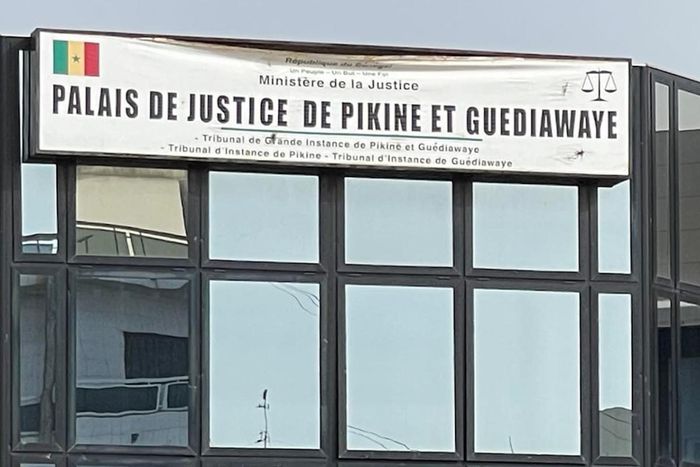 République du Sénégal
Un Peuple - Un But - Une Foi
Ministère de la Justice
PALAIS DE JUSTICE DE PIKINE ET GUEDIAWAYE
- Tribunal de Grande Instance de Pikine et Guédiawaye
- Tribunal d'Instance de Pikine - Tribunal d'Instance de Guédiawaye